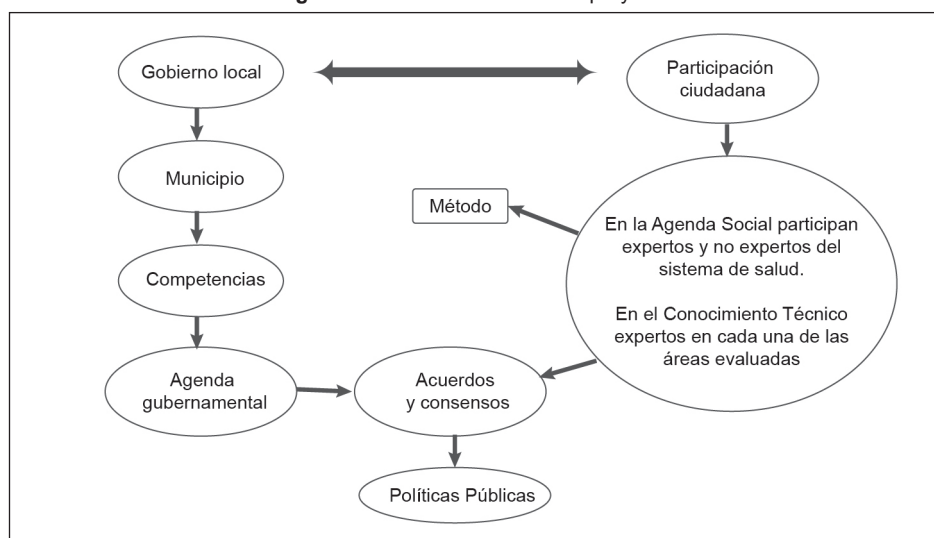 Gobierno local
Participación
ciudadana
Municipio
Método
En la Agenda Social participan
expertos y no expertos del
sistema de salud.
En el Conocimiento Técnico
expertos en cada una de las
áreas evaluadas
Competencias
Agenda
gubernamental
Acuerdos
y consensos
Políticas Públicas